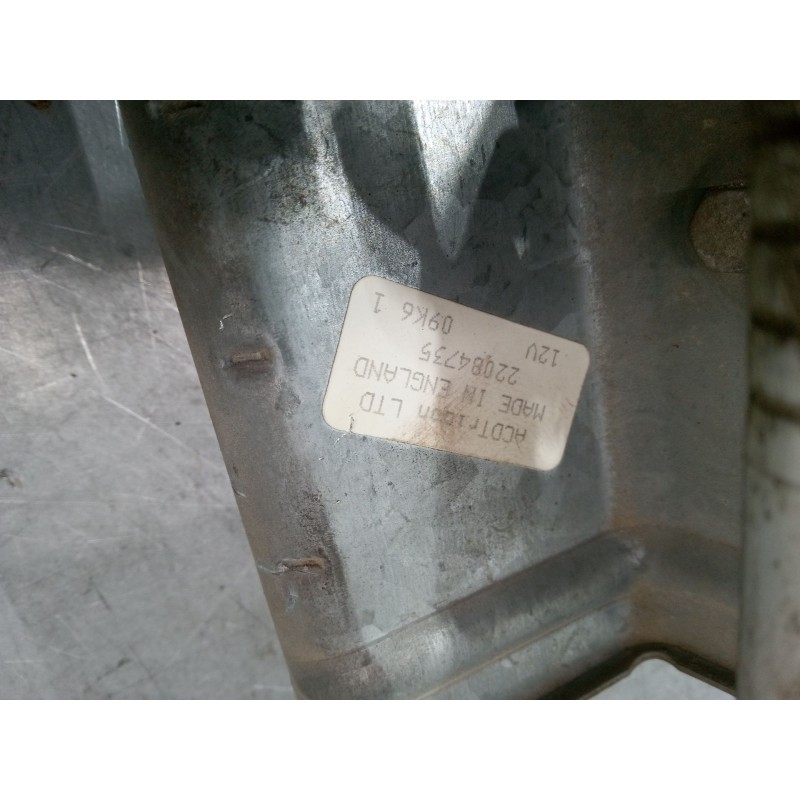 ACDTridon LTD
MADE IN ENGLAND
22084735
12V 09K6 1